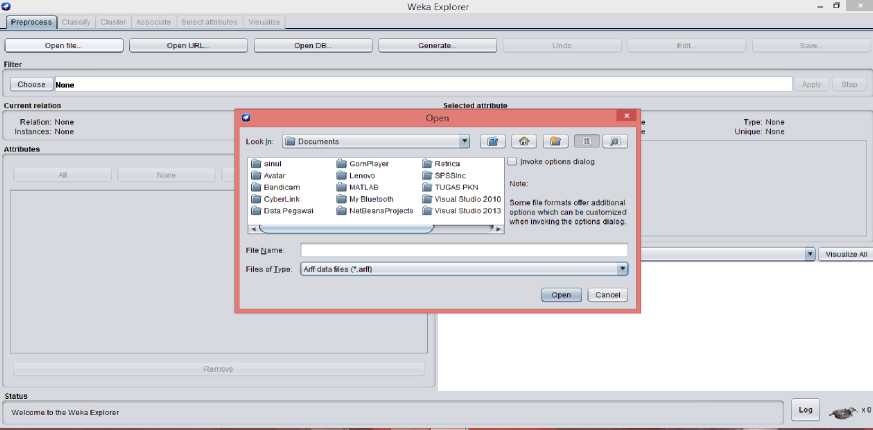 Weka Explorer
Preprocess Classify Cluster Associate Select attributes Visualize
Open file... Open URL... Open DB... Generate... Undo Edit... Save...
Filter
Choose None Apply Stop
Current relation Selected attribute
Relation: None Type: None
Instances: None Unique: None
Attributes
All None
Remove
Open
Look In: Documents
ainul GomPlayer Retrica
Avatar Lenovo SPSSInc
Bandicam MATLAB TUGAS PKN
CyberLink My Bluetooth Visual Studio 2010
Data Pegawai NetBeansProjects Visual Studio 2013
Invoke options dialog
Note:
Some file formats offer additional
options which can be customized
when invoking the options dialog.
File Name:
Files of Type: Arff data files (*.arff)
Open Cancel
Visualize All
Status
Welcome to the Weka Explorer
Log x 0